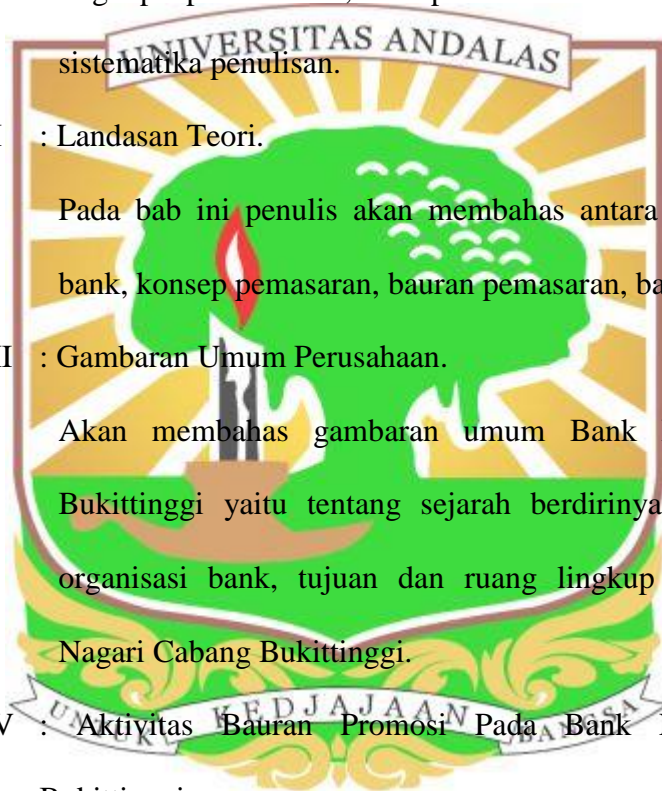 UNIVERSITAS ANDALAS
sistematika penulisan.
: Landasan Teori.
Pada bab ini penulis akan membahas antara
bank, konsep pemasaran, bauran pemasaran,
: Gambaran Umum Perusahaan.
Akan membahas gambaran umum Bank
Bukittinggi yaitu tentang sejarah berdirinya
organisasi bank, tujuan dan ruang lingkup
Nagari Cabang Bukittinggi.
: Aktivitas Bauran Promosi Pada Bank
UNTUK KEDJAJAAN BANGSA